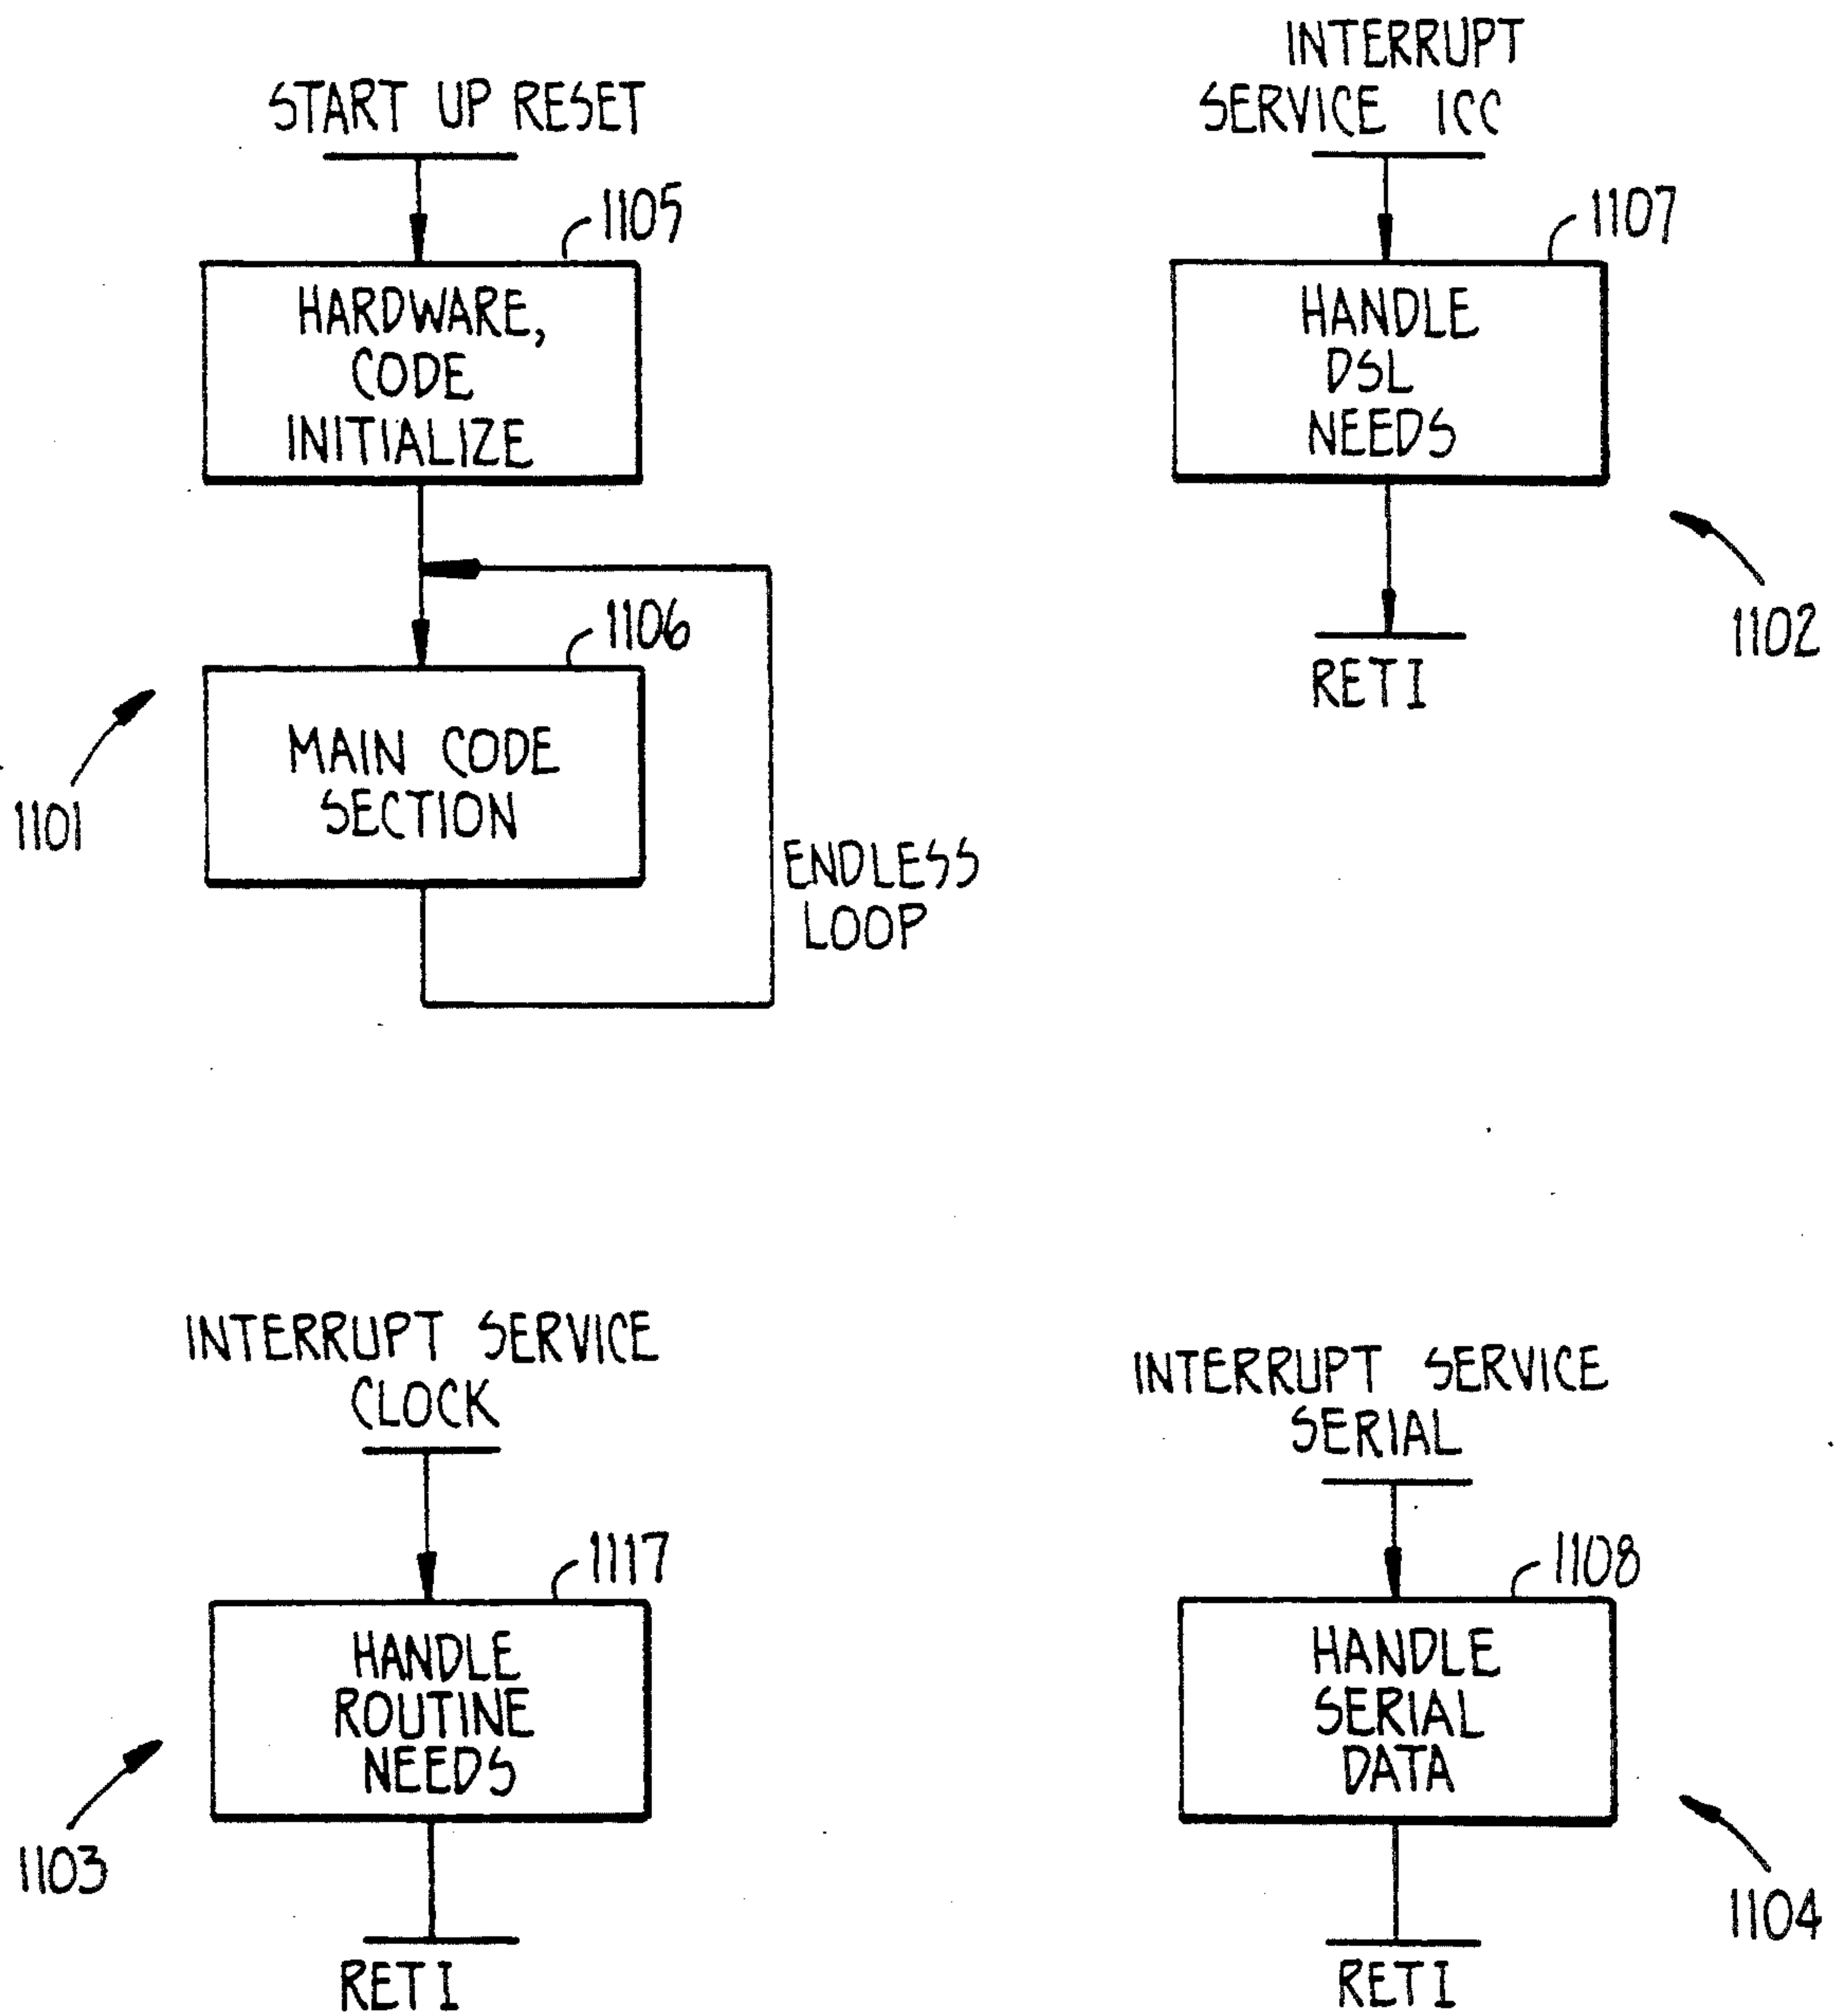 START UP RESET
1105
HARDWARE,
CODE
INITIALIZE
1106
MAIN CODE
SECTION
1101
ENDLESS
LOOP
INTERRUPT
SERVICE ICC
1107
HANDLE
DSL
NEEDS
1102
RETI
INTERRUPT SERVICE
CLOCK
1117
HANDLE
ROUTINE
NEEDS
1103
RETI
INTERRUPT SERVICE
SERIAL
1108
HANDLE
SERIAL
DATA
1104
RETI